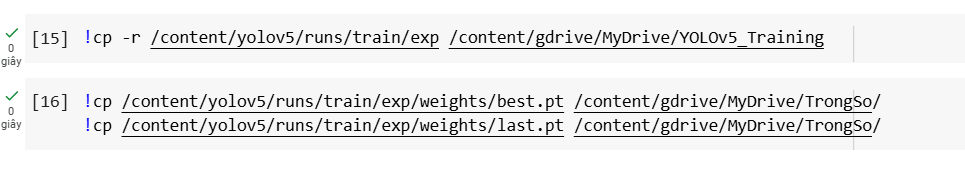 [15] !cp -r /content/yolov5/runs/train/exp /content/gdrive/MyDrive/YOLOv5_Training
0
giây
[16] !cp /content/yolov5/runs/train/exp/weights/best.pt /content/gdrive/MyDrive/TrongSo/
0
!cp /content/yolov5/runs/train/exp/weights/last.pt /content/gdrive/MyDrive/TrongSo/
giây